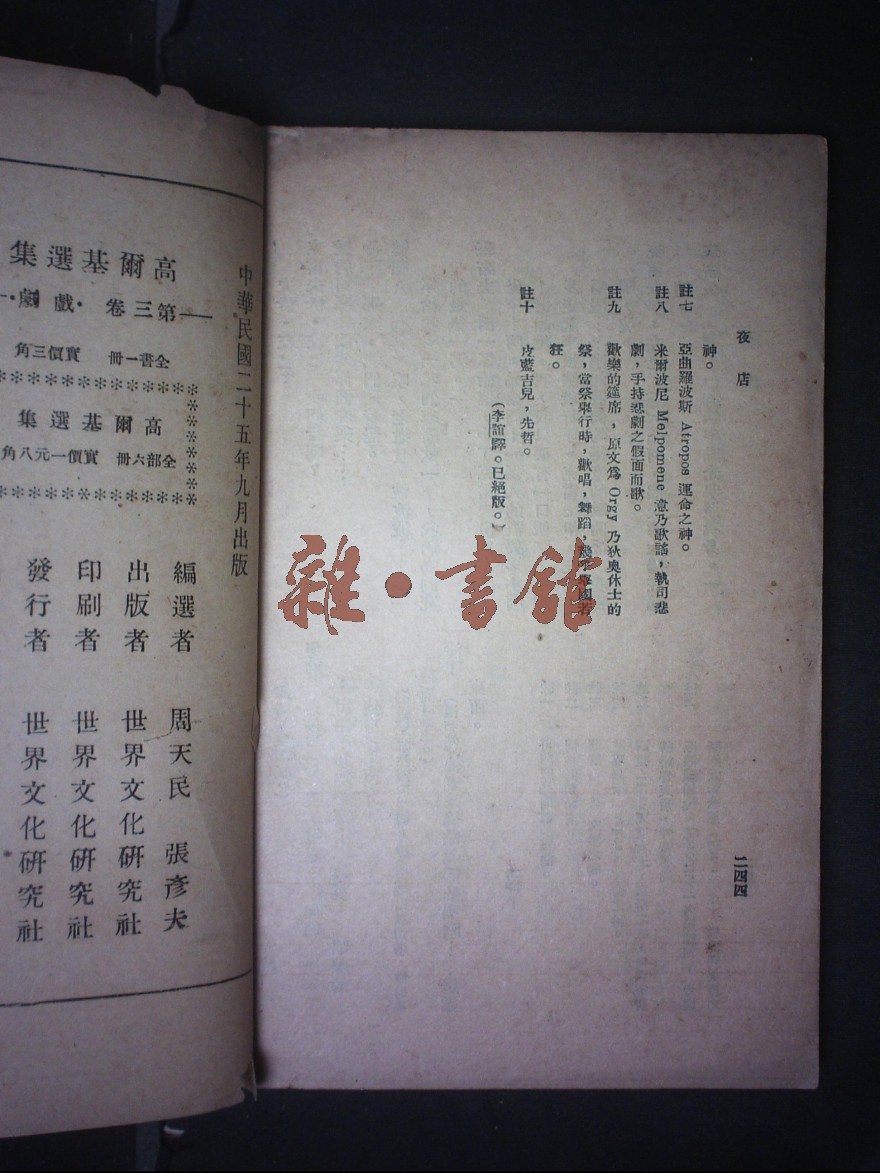 夜店
神。
註七 亞曲羅波斯 Atropos 運命之神。
註八 米爾波尼 Melpomene 意乃歌謠，執司悲
劇，手持悲劇之假面而歌。
註九 歡樂的筵席，原文爲 Orgy 乃狄奧休士的
祭，當祭舉行時，歡唱，舞蹈，國若
狂。
註十 皮藍吉兒，先哲。
（李誼譯。已絕版。）
二四四
雜·書館
中華民國二十五年九月出版
高爾基選集
—第三卷·戲劇·
全書一冊 實價三角
高爾基選集
全部六冊 實價一元八角
編選者 周天民 張彥夫
出版者 世界文化研究社
印刷者 世界文化研究社
發行者 世界文化研究社